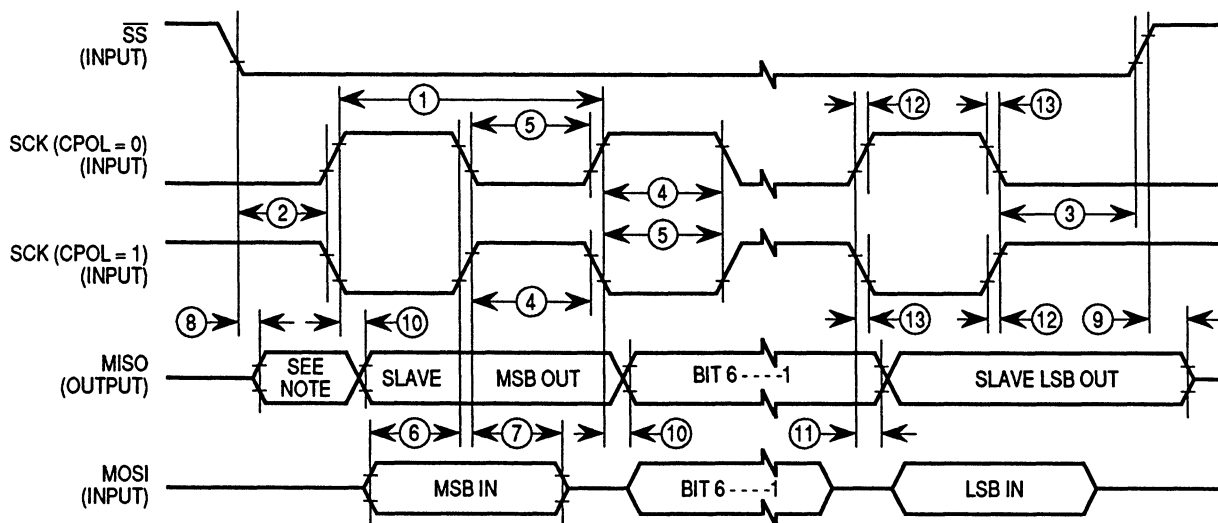 SS
(INPUT)
1
12
13
5
SCK (CPOL = 0)
(INPUT)
4
2
3
5
SCK (CPOL = 1)
(INPUT)
4
8
10
13
12
9
MISO
(OUTPUT)
SEE
NOTE
SLAVE
MSB OUT
BIT 6 - - - - - 1
SLAVE LSB OUT
6
7
10
11
MOSI
(INPUT)
MSB IN
BIT 6 - - - - - 1
LSB IN